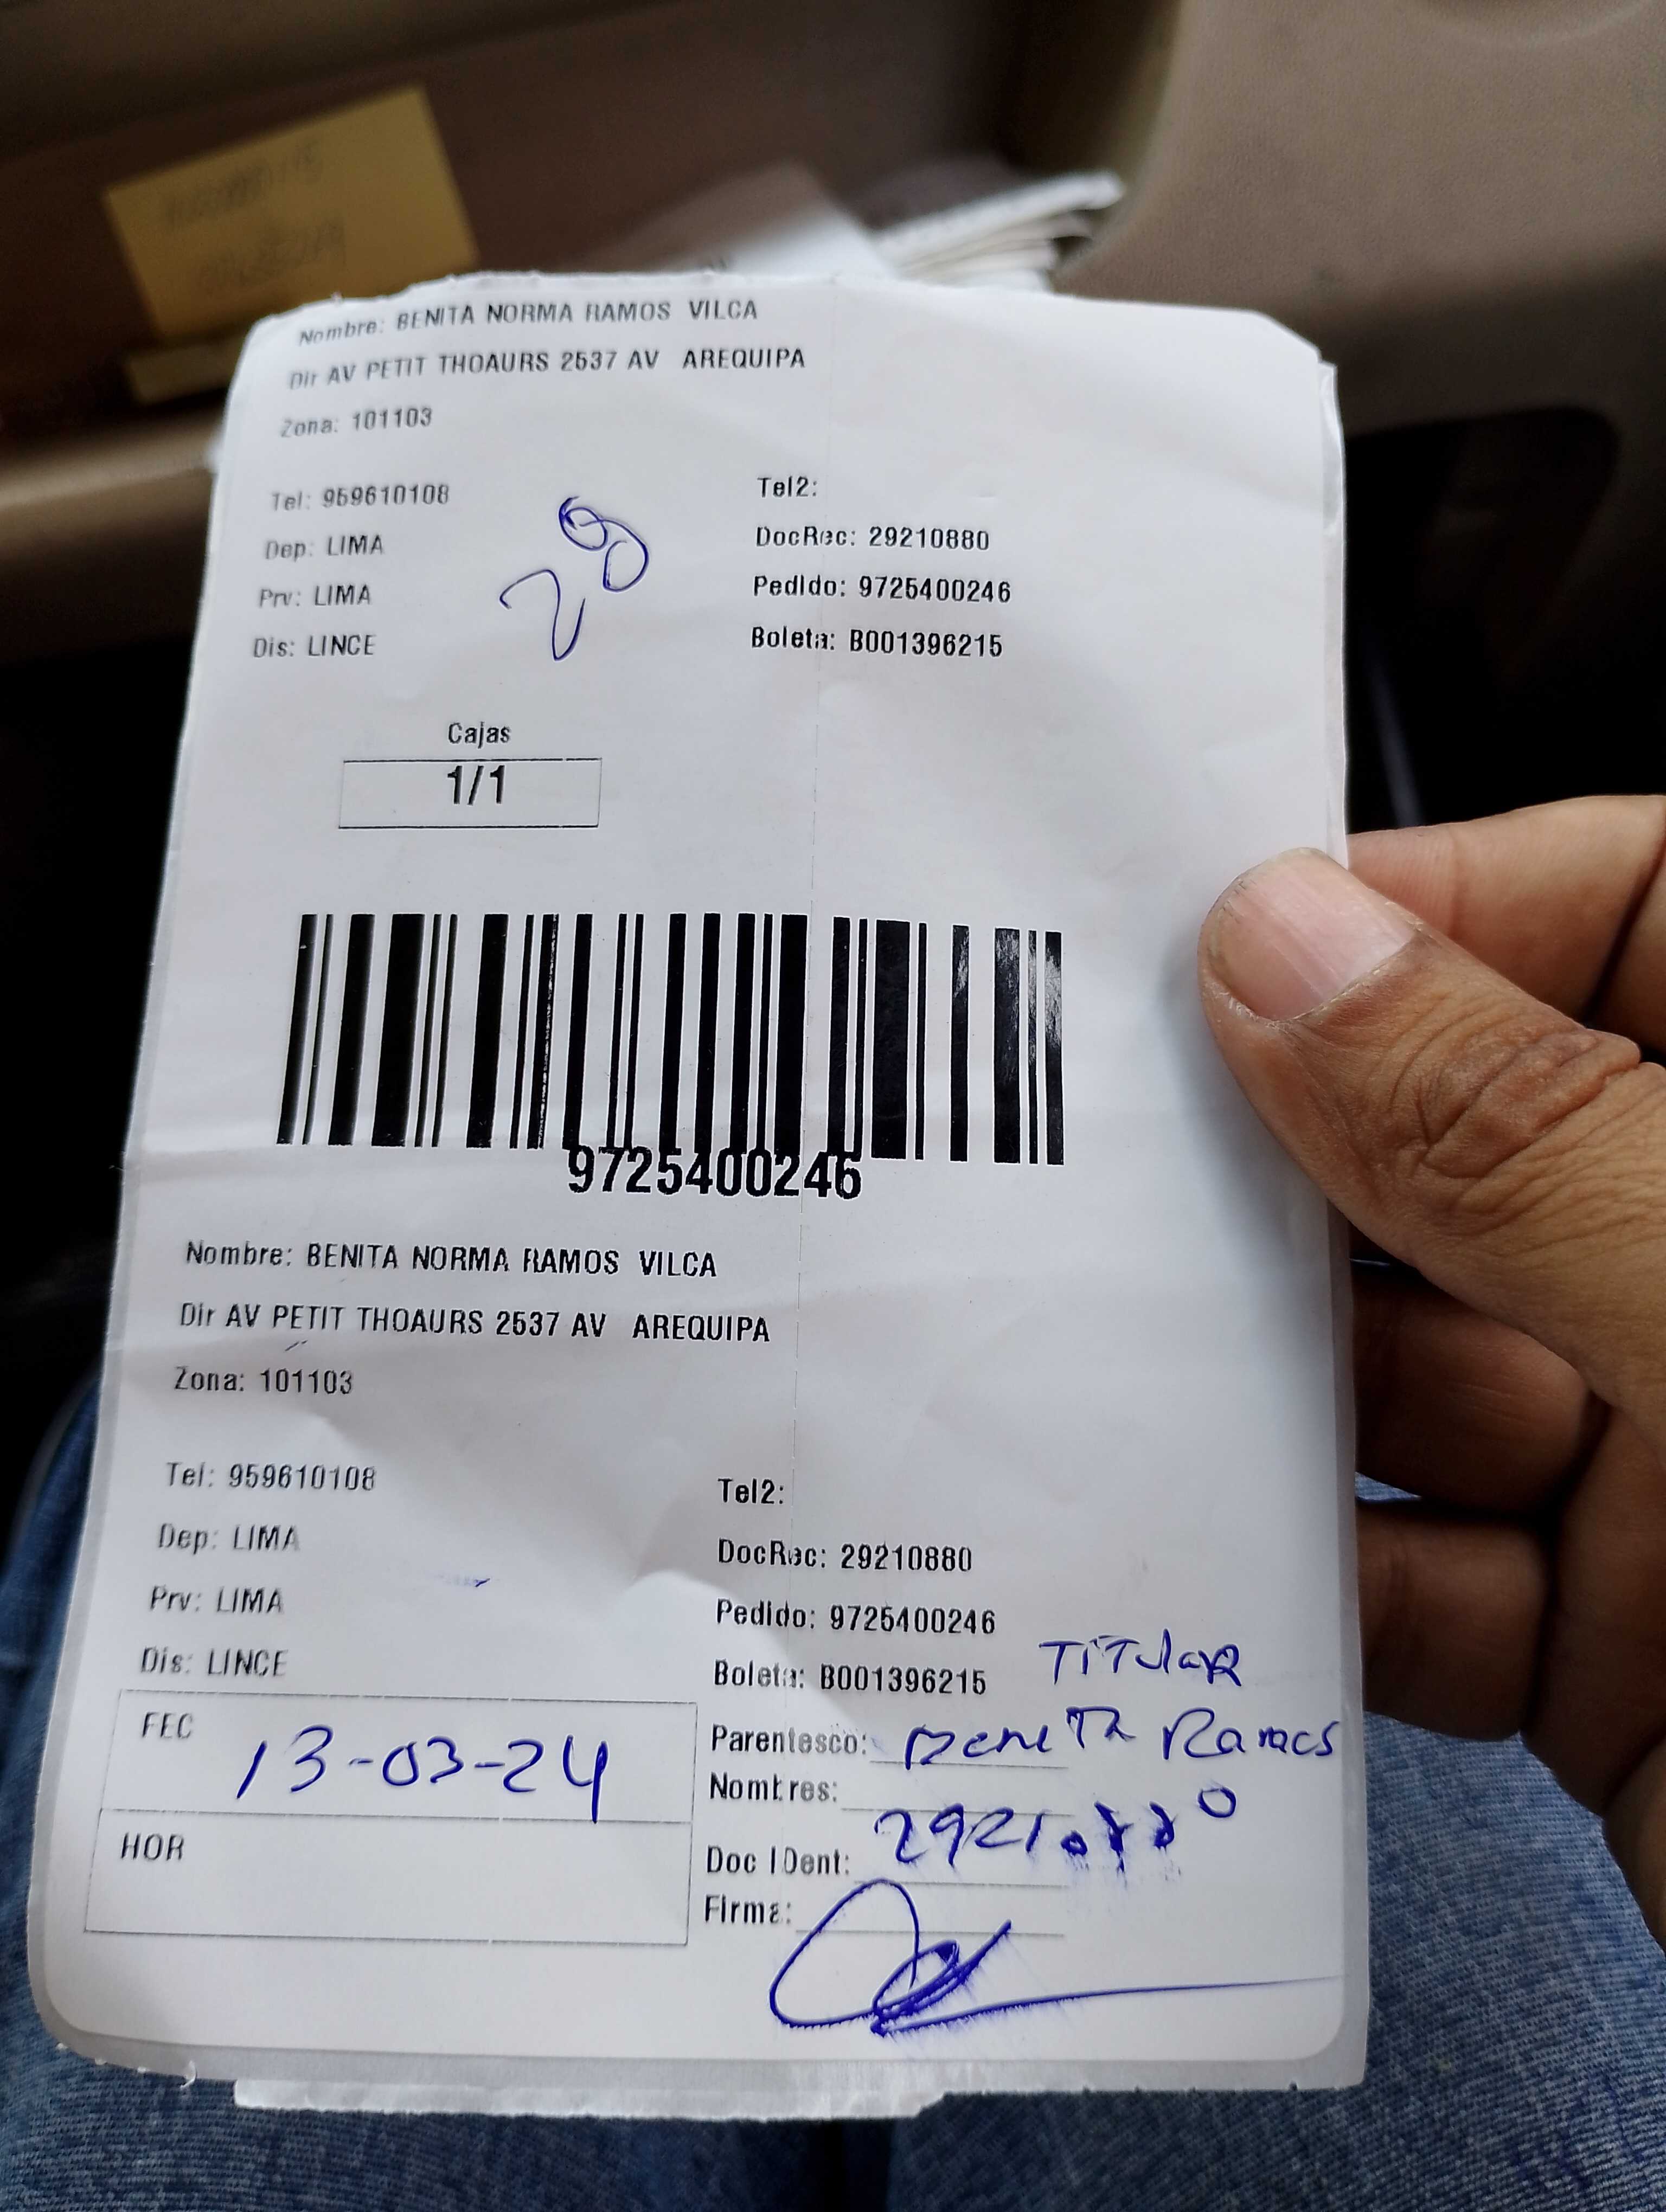 Nombre: BENITA NORMA RAMOS VILCA
Dir AV PETIT THOAURS 2537 AV AREQUIPA
Zona: 101103
Tel: 959610108
Tel2:
Dep: LIMA
DocRec: 29210880
Prv: LIMA
Pedido: 9725400246
Dis: LINCE
Boleta: B001396215
Cajas
1/1
9725400246
Nombre: BENITA NORMA RAMOS VILCA
Dir AV PETIT THOAURS 2537 AV AREQUIPA
Zona: 101103
Tel: 959610108
Tel2:
Dep: LIMA
DocRec: 29210880
Prv: LIMA
Pedido: 9725400246
Dis: LINCE
Boleta: B001396215
TITULAR
FEC 13-03-24
Parentesco: Ramos
Nombres:
HOR
Doc IDent:
Firma: